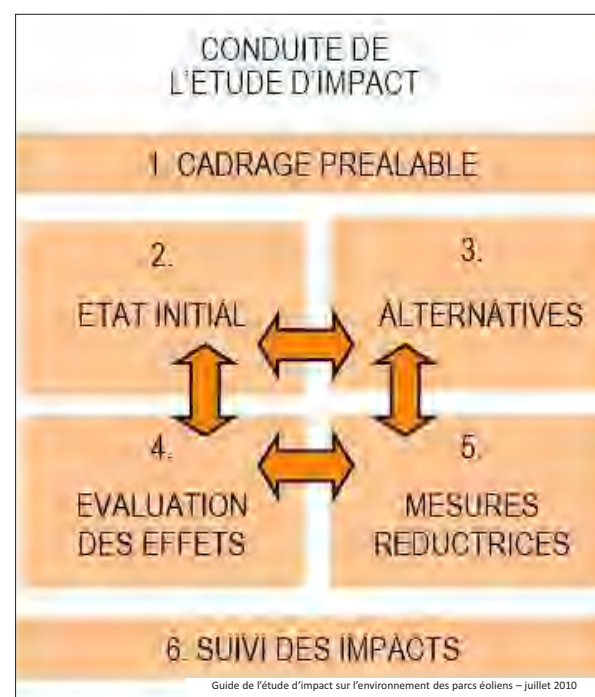 CONDUITE DE
L'ETUDE D'IMPACT
1 CADRAGE PREALABLE
2.
ETAT INITIAL
3.
ALTERNATIVES
4.
EVALUATION
DES EFFETS
5.
MESURES
REDUCTRICES
6. SUIVI DES IMPACTS
Guide de l'étude d'impact sur l'environnement des parcs éoliens – juillet 2010